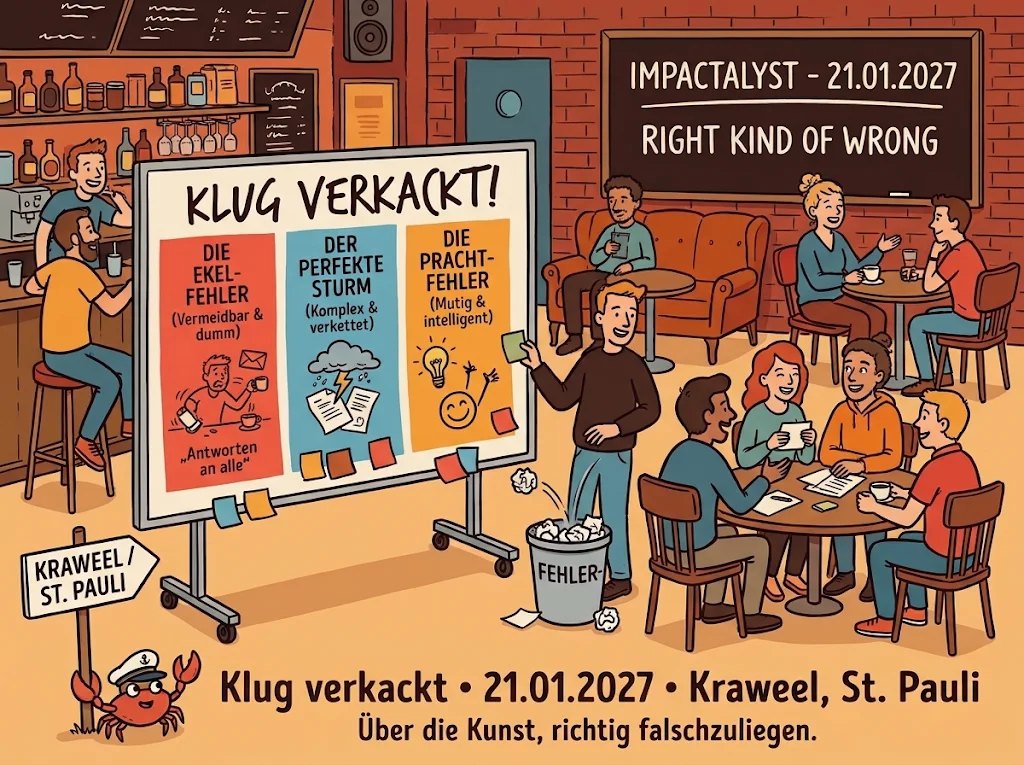 IMPACTALYST - 21.01.2027
RIGHT KIND OF WRONG
KLUG VERKACKT!
DIE
EKEL-
FEHLER
(Vermeidbar &
dumm)
„Antworten
an alle“
DER
PERFEKTE
STURM
(Komplex &
verkettet)
DIE
PRACHT-
FEHLER
(Mutig &
intelligent)
FEHLER-
KRAWEEL /
ST. PAULI
Klug verkackt • 21.01.2027 • Kraweel, St. Pauli
Über die Kunst, richtig falschzuliegen.